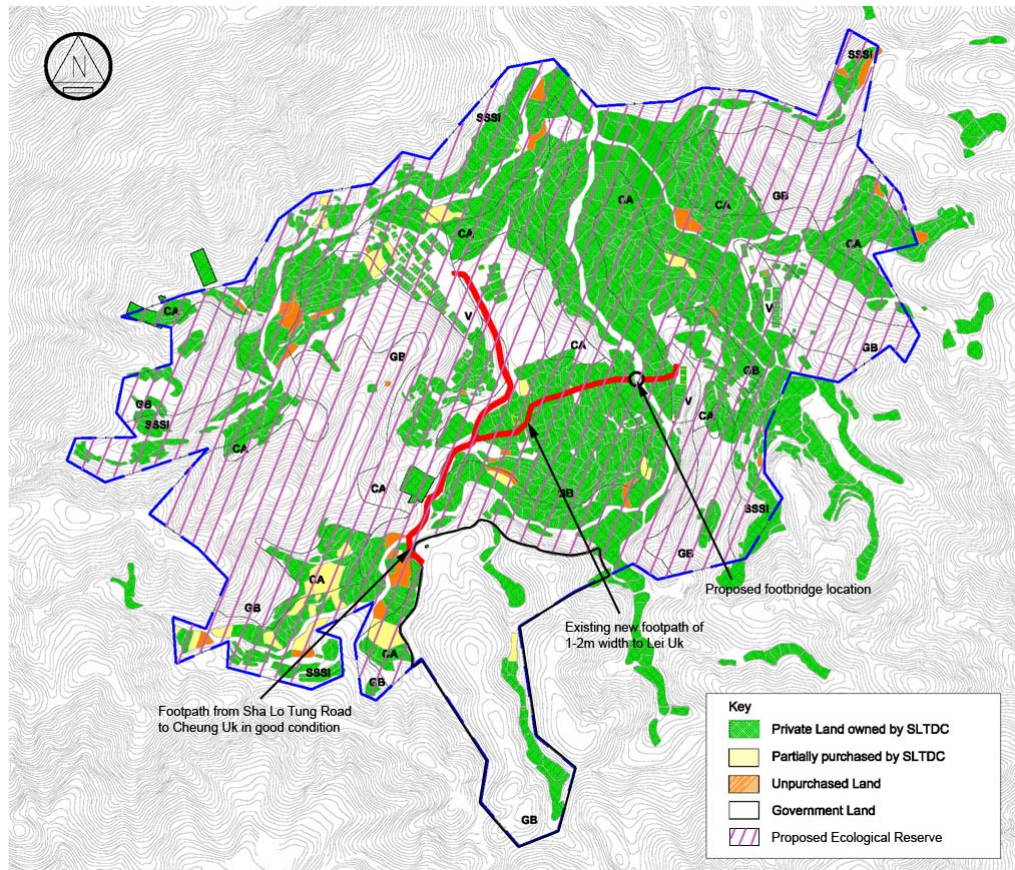 N
SSSI
SSSI
GB
CA
CA
CA
CA
CA
V
V
GB
CA
GB
CA
GB
SSSI
CA
V
CA
GB
CA
GB
SSSI
GB
CA
GB
CA
SSSI
GB
GB
Proposed footbridge location
Existing new footpath of
1-2m width to Lei Uk
Footpath from Sha Lo Tung Road
to Cheung Uk in good condition
Key
Private Land owned by SLTDC
Partially purchased by SLTDC
Unpurchased Land
Government Land
Proposed Ecological Reserve